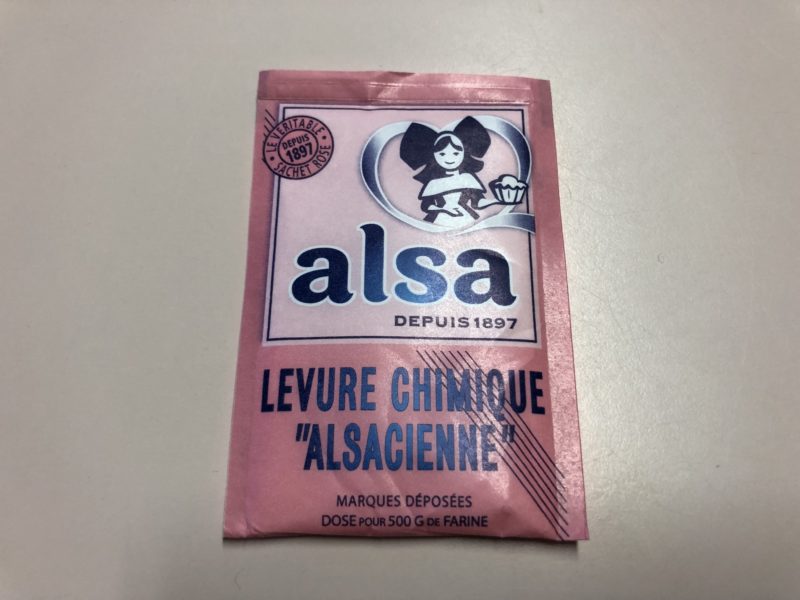 LE VÉRITABLE
DEPUIS
1897
SACHET ROSE
alsa
DEPUIS 1897
LEVURE CHIMIQUE
"ALSACIENNE"
MARQUES DÉPOSÉES
DOSE POUR 500 G DE FARINE